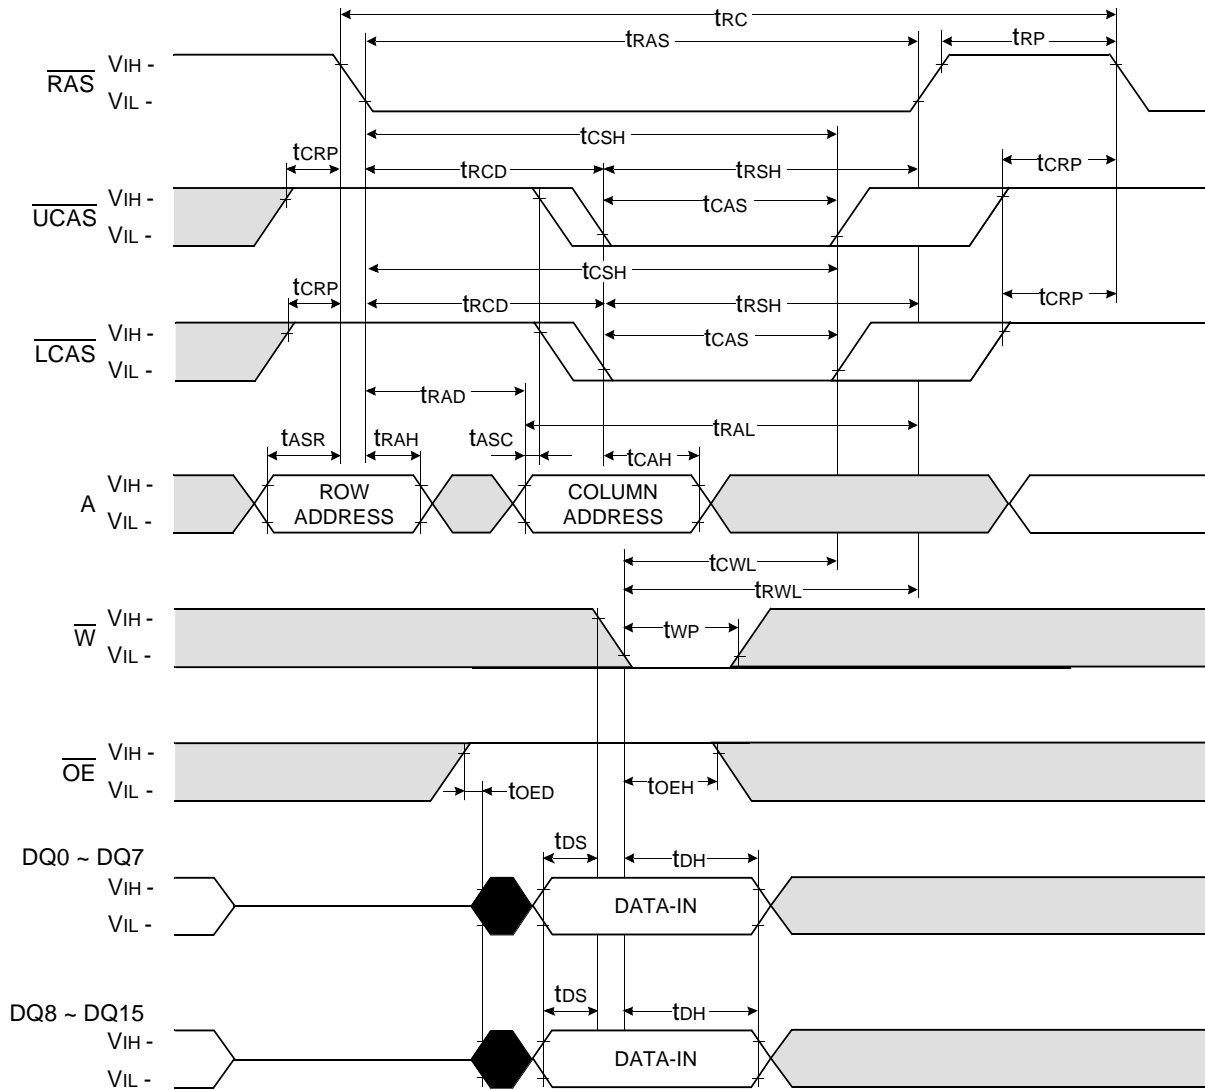 tRC
tRAS
tRP
RAS
VIH -
VIL -
tCSH
tCRP
tRCD
tRSH
tCRP
UCAS
VIH -
VIL -
tCAS
tCSH
tCRP
tRCD
tRSH
tCRP
LCAS
VIH -
VIL -
tCAS
tRAD
tRAL
tASR
tRAH
tASC
tCAH
A
VIH -
VIL -
ROW
ADDRESS
COLUMN
ADDRESS
tCWL
tRWL
W
VIH -
VIL -
tWP
OE
VIH -
VIL -
tOED
tOEH
DQ0 ~ DQ7
VIH -
VIL -
tDS
tDH
DATA-IN
DQ8 ~ DQ15
VIH -
VIL -
tDS
tDH
DATA-IN